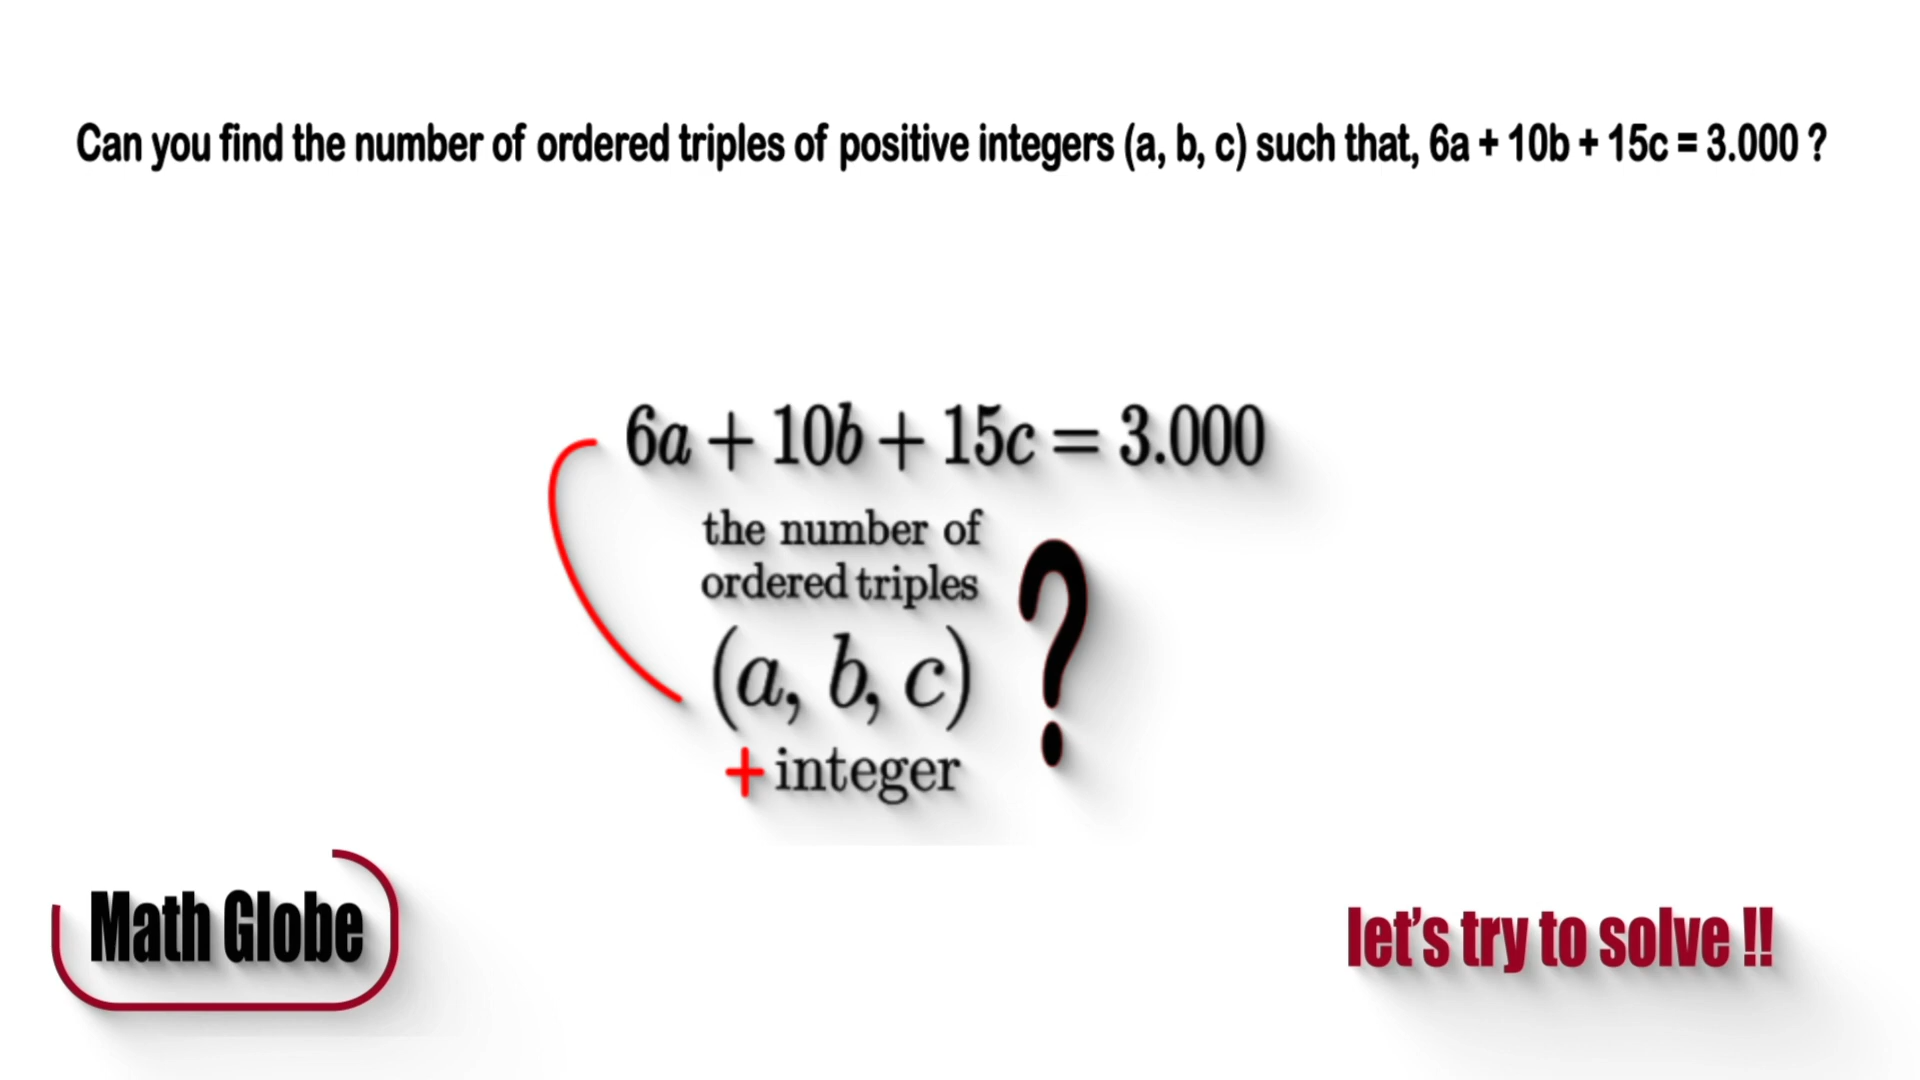 Can you find the number of ordered triples of positive integers (a, b, c) such that, 6a + 10b + 15c = 3.000 ?
6a + 10b + 15c = 3.000
the number of
ordered triples
(a, b, c)
?
+ integer
Math Globe
let's try to solve !!